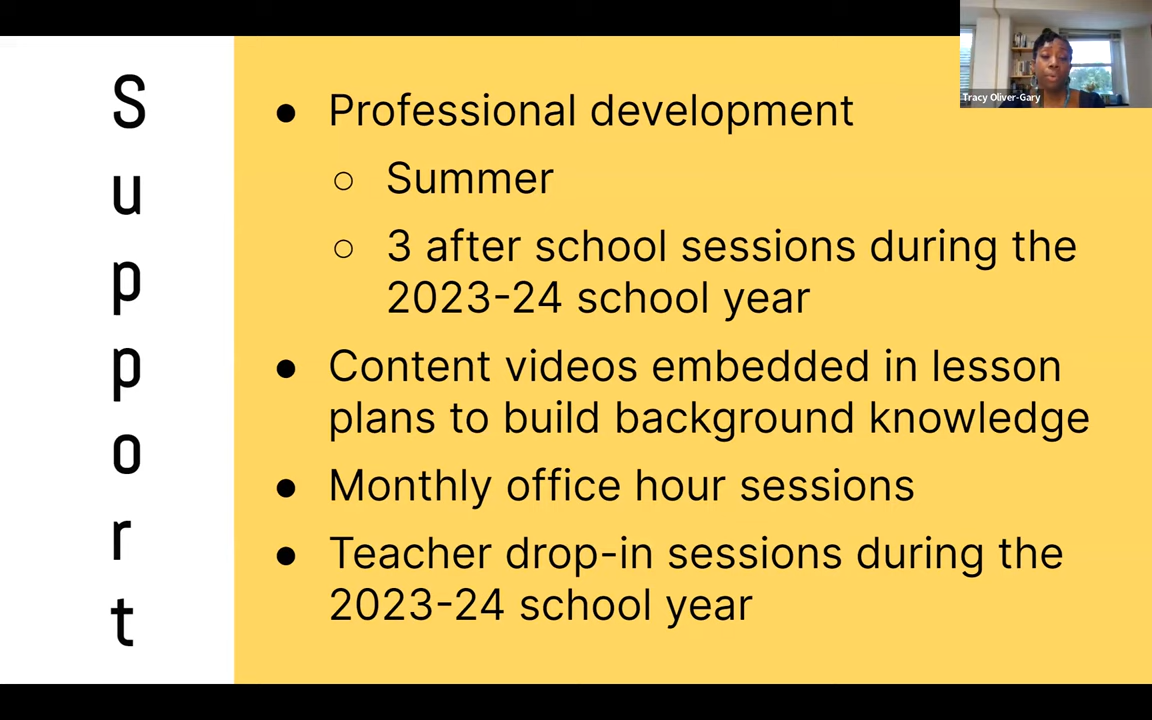 Support
● Professional development
○ Summer
○ 3 after school sessions during the
2023-24 school year
● Content videos embedded in lesson
plans to build background knowledge
● Monthly office hour sessions
● Teacher drop-in sessions during the
2023-24 school year
Tracy Oliver-Gary